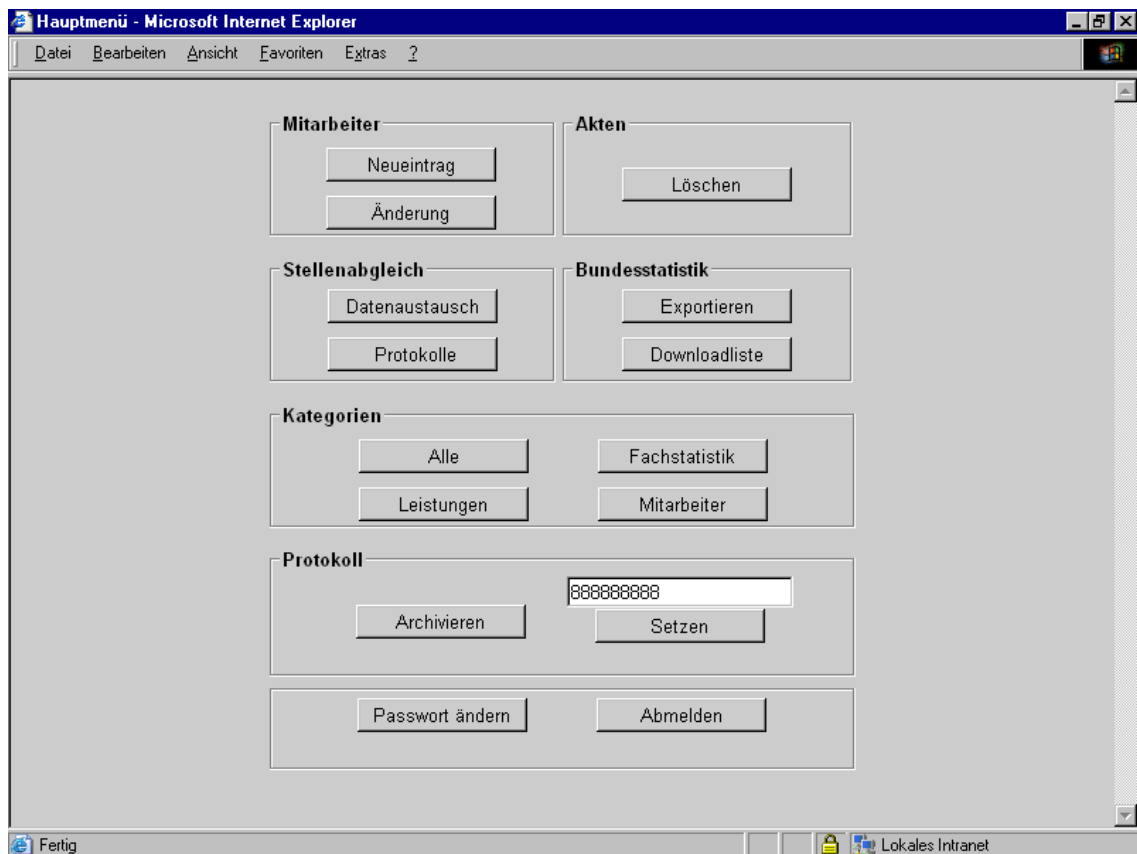 Hauptmenü - Microsoft Internet Explorer
Datei Bearbeiten Ansicht Favoriten Extras ?
Mitarbeiter
Neueintrag
Änderung
Akten
Löschen
Stellenabgleich
Datenaustausch
Protokolle
Bundesstatistik
Exportieren
Downloadliste
Kategorien
Alle Fachstatistik
Leistungen Mitarbeiter
Protokoll
888888888
Archivieren Setzen
Passwort ändern Abmelden
Fertig Lokales Intranet